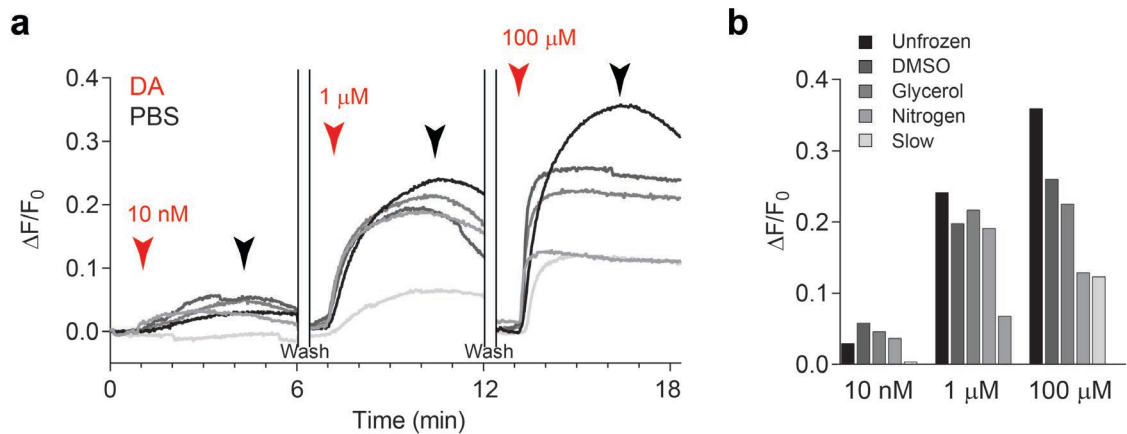 a
DA
PBS
10 nM
1 μM
100 μM
0.4
0.3
0.2
0.1
0.0
ΔF/F0
Wash
Wash
0
6
12
18
Time (min)
b
Unfrozen
DMSO
Glycerol
Nitrogen
Slow
0.4
0.3
0.2
0.1
0.0
ΔF/F0
10 nM
1 μM
100 μM